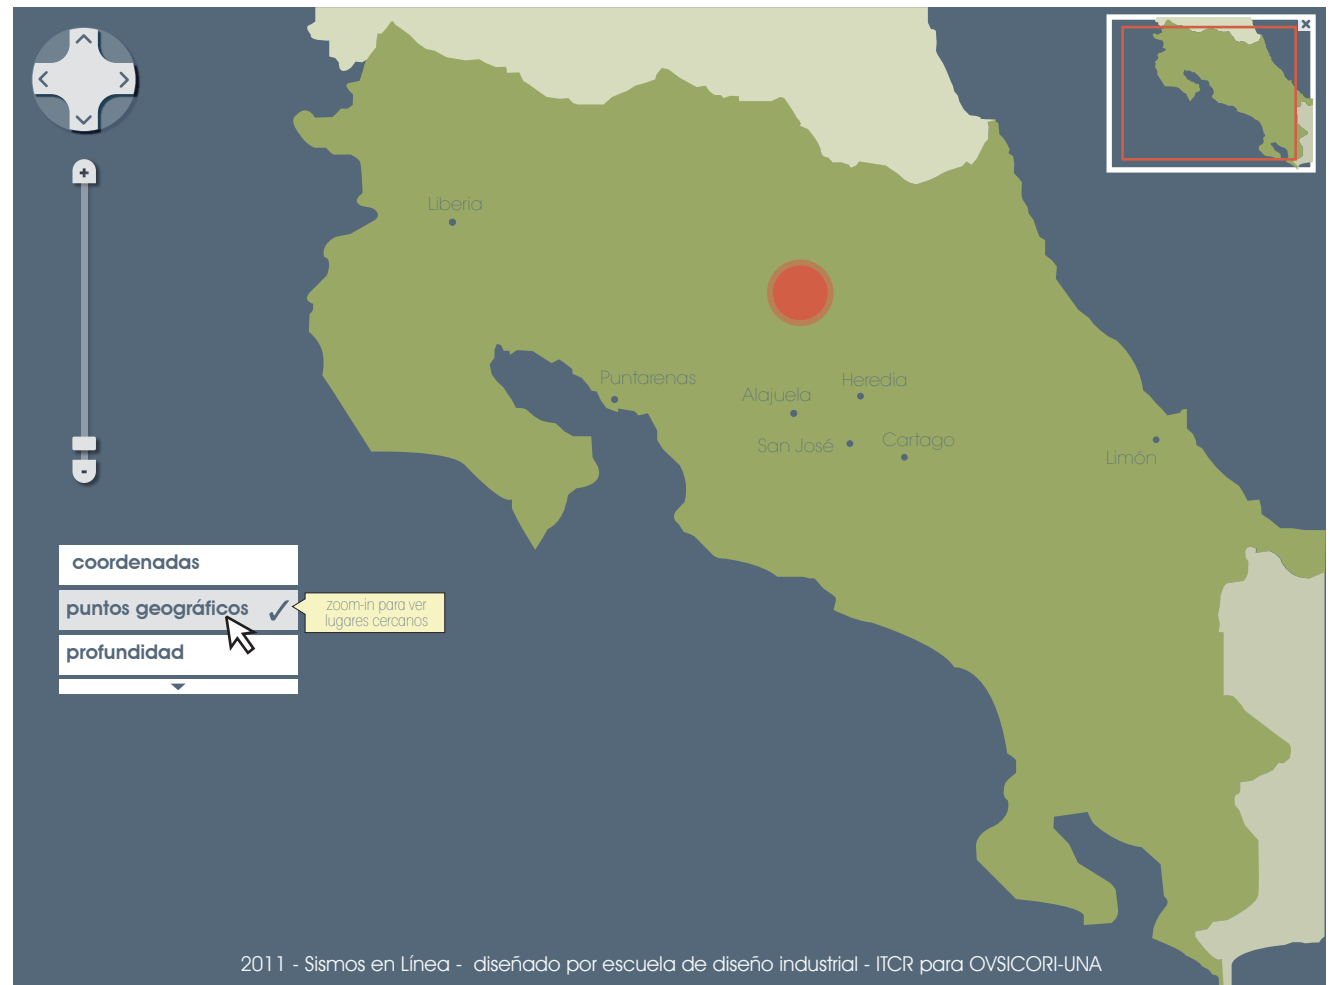 Liberia
Puntarenas
Heredia
Alajuela
San José
Cartago
Limón
+
-
coordenadas
puntos geográficos ✓
zoom-in para ver
lugares cercanos
profundidad
2011 - Sismos en Línea - diseñado por escuela de diseño industrial - ITCR para OVSICORI-UNA